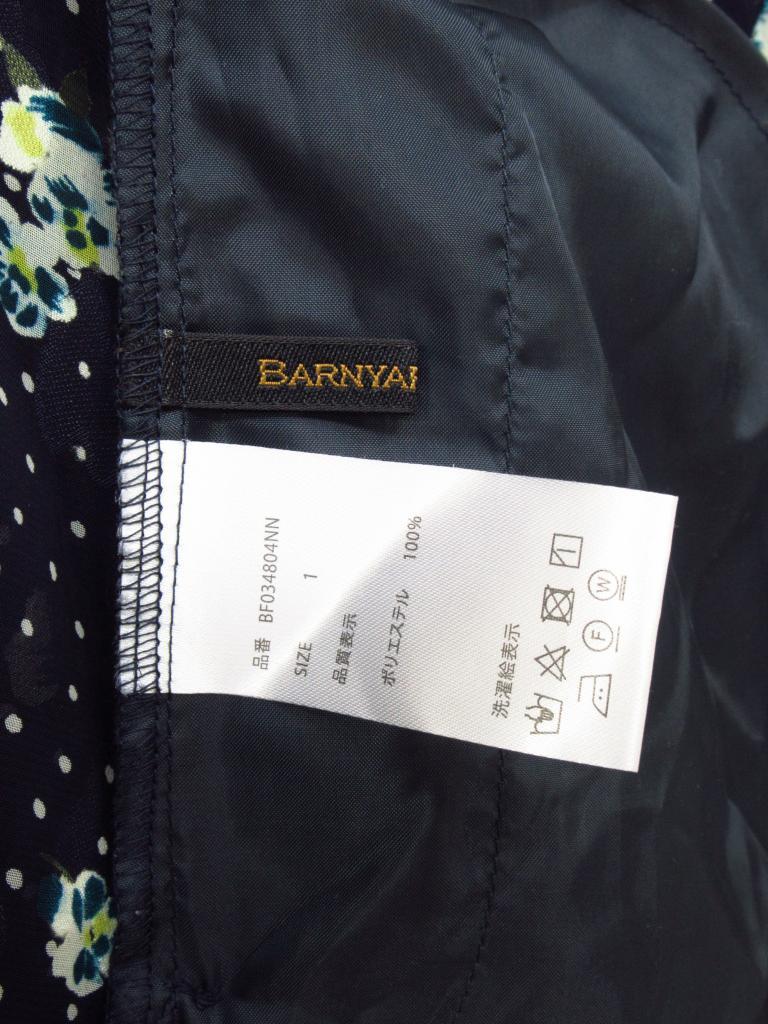 BARNYAR
品番 BF034804NN
SIZE 1
品質表示
ポリエステル 100%
洗濯絵表示
F W